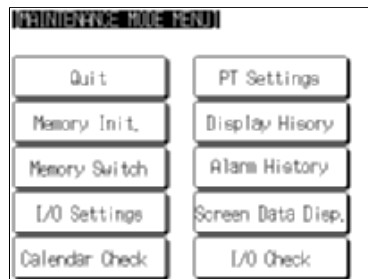 [MAINTENANCE MODE MENU]
Quit
PT Settings
Memory Init.
Display Hisory
Memory Switch
Alarm History
I/O Settings
Screen Data Disp.
Calendar Check
I/O Check